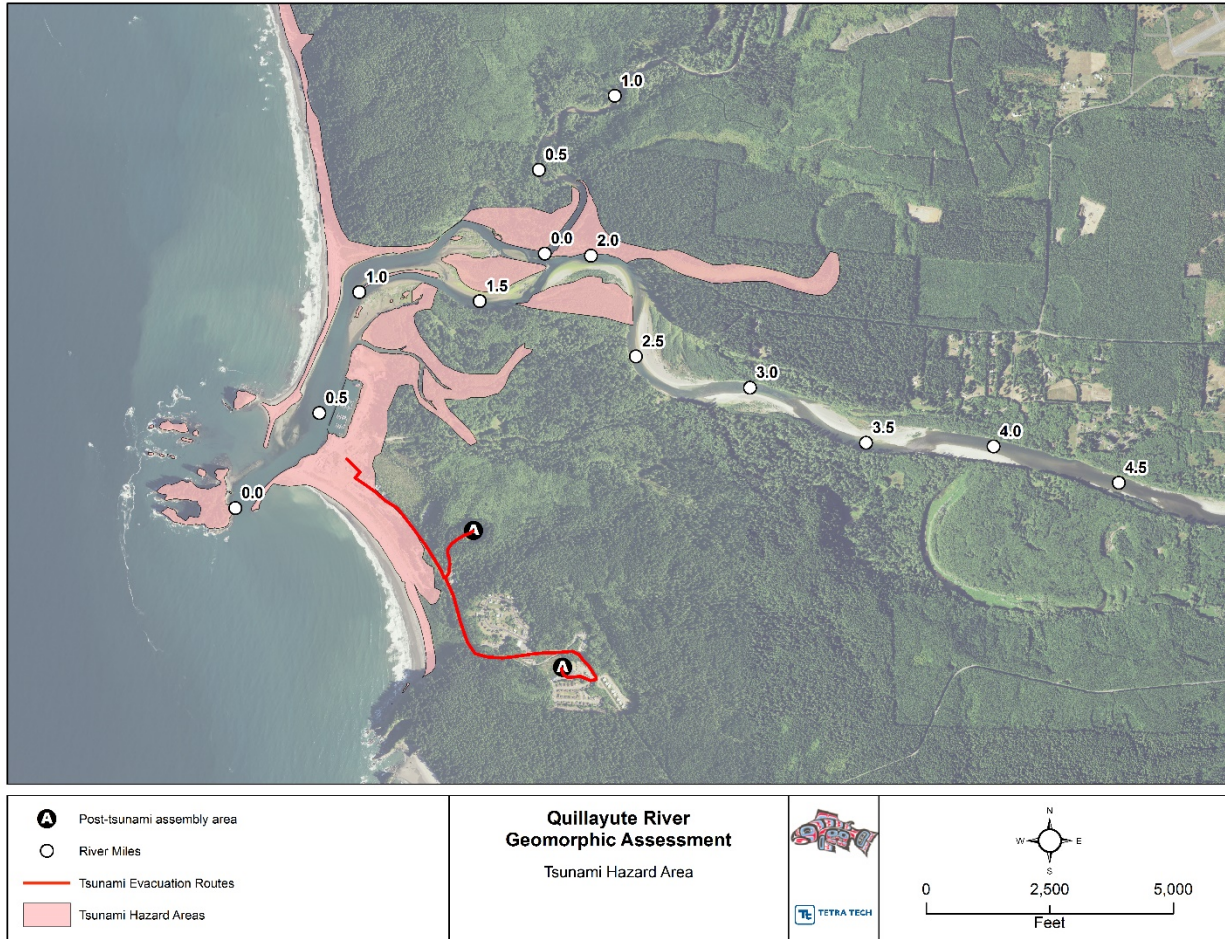 1.0
0.5
0.0
2.0
1.0
1.5
2.5
3.0
0.5
3.5
4.0
4.5
0.0
A
A
A
Post-tsunami assembly area
River Miles
Tsunami Evacuation Routes
Tsunami Hazard Areas
Quillayute River
Geomorphic Assessment
Tsunami Hazard Area
Tt TETRA TECH
N
W E
S
0 2,500 5,000
Feet